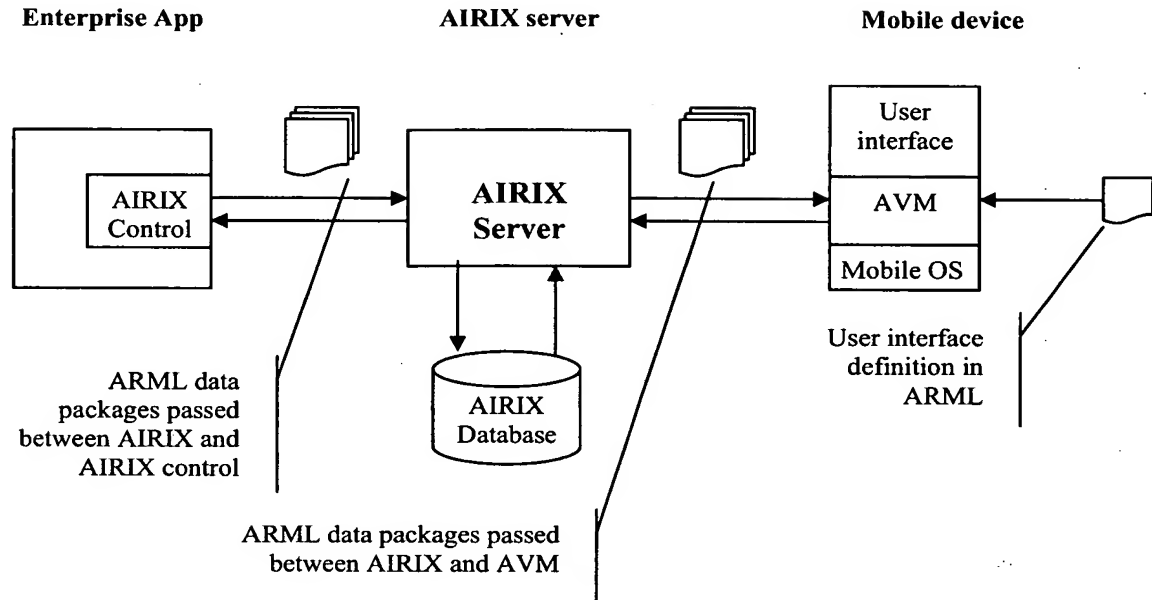 Enterprise App
AIRIX server
Mobile device
AIRIX
Control
AIRIX
Server
User
interface
AVM
Mobile OS
AIRIX
Database
ARML data
packages passed
between AIRIX and
AIRIX control
ARML data packages passed
between AIRIX and AVM
User interface
definition in
ARML